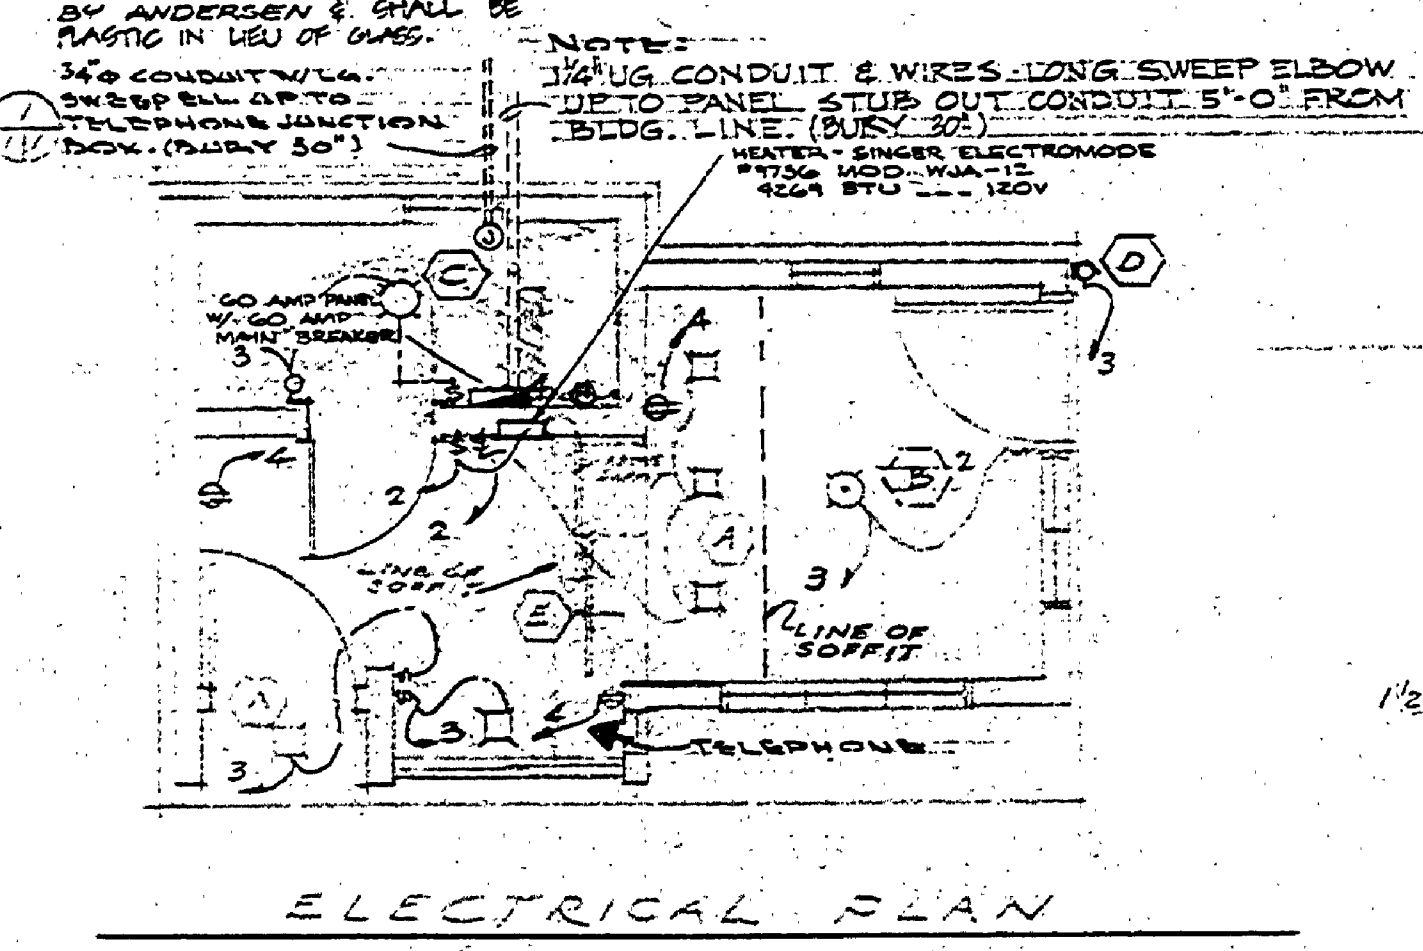 BY ANDERSEN & SHALL BE
PLASTIC IN LIEU OF GLASS.
3/4"φ CONDUIT W/LG.
SWEEP ELL UP TO
TELEPHONE JUNCTION
BOX. (BURY 30")
NOTE:
1 1/4" UG CONDUIT & WIRES LONG SWEEP ELBOW
UP TO PANEL STUB OUT CONDUIT 5'-0" FROM
BLDG. LINE. (BURY 30")
HEATER - SINGER ELECTROMODE
#9736 MOD. WJA-12
4269 BTU 120V
J
C
D
60 AMP PANEL
W/ 60 AMP
MAIN BREAKER
3
4
3
4
2
2
B
2
A
3
LINE OF
SOFFIT
E
LINE OF
SOFFIT
A
3
3
TELEPHONE
1 1/2
ELECTRICAL PLAN